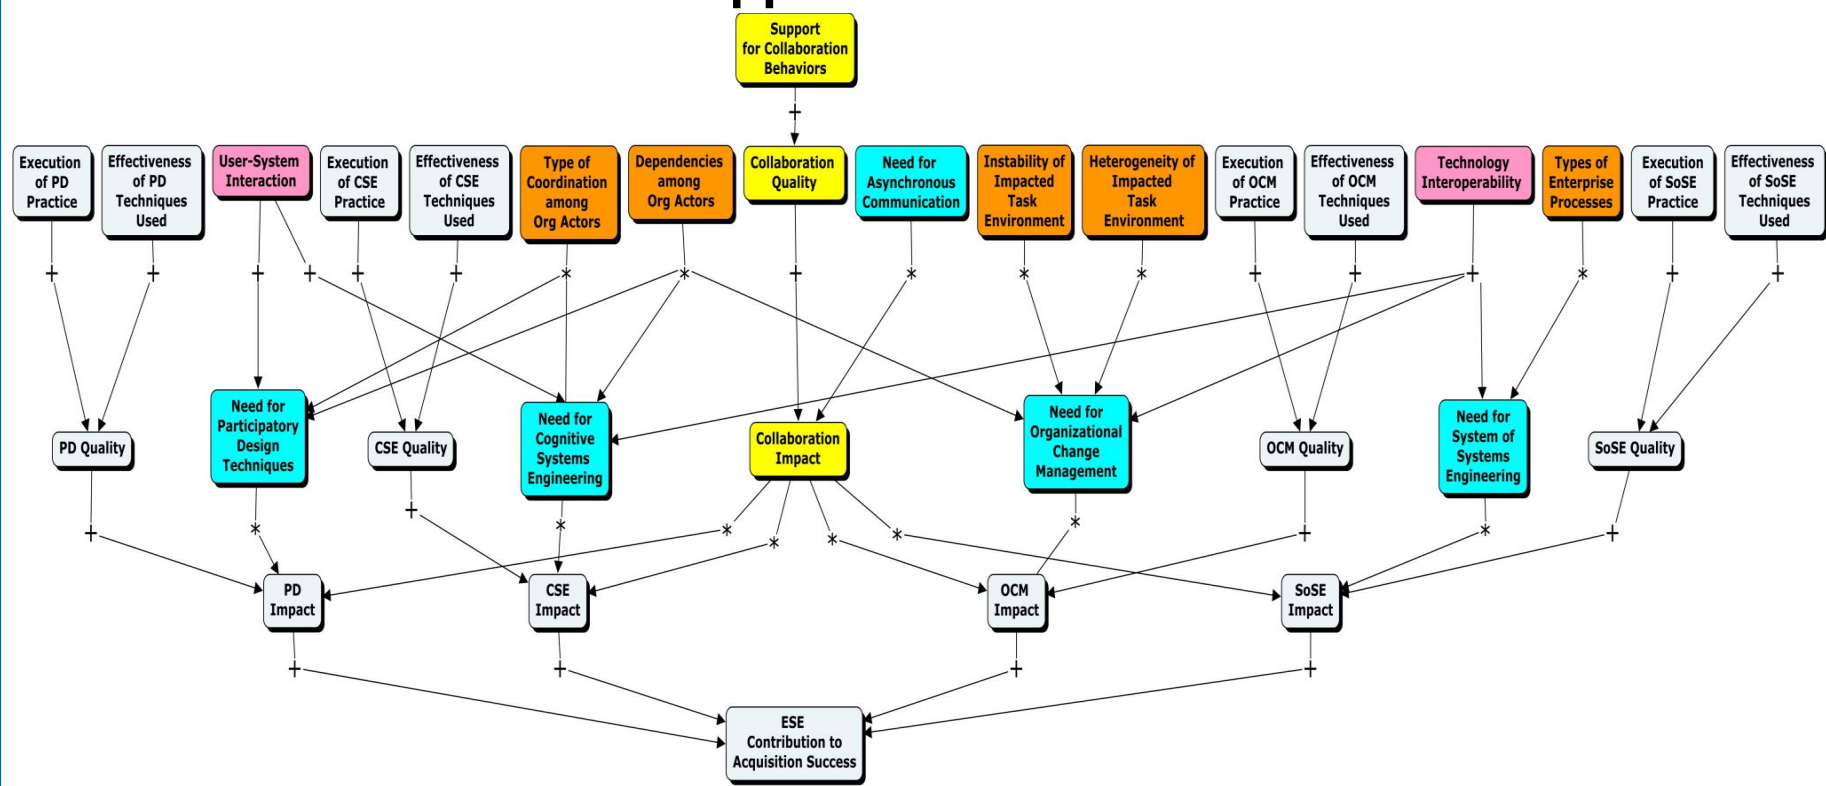 Support
for Collaboration
Behaviors
+
Execution
of PD
Practice
Effectiveness
of PD
Techniques
Used
User-System
Interaction
Execution
of CSE
Practice
Effectiveness
of CSE
Techniques
Used
Type of
Coordination
among
Org Actors
Dependencies
among
Org Actors
Collaboration
Quality
Need for
Asynchronous
Communication
Instability of
Impacted
Task
Environment
Heterogeneity of
Impacted
Task
Environment
Execution
of OCM
Practice
Effectiveness
of OCM
Techniques
Used
Technology
Interoperability
Types of
Enterprise
Processes
Execution
of SoSE
Practice
Effectiveness
of SoSE
Techniques
Used
+ + + + + + * * + * * * + + + * + +
PD Quality
Need for
Participatory
Design
Techniques
CSE Quality
Need for
Cognitive
Systems
Engineering
Collaboration
Impact
Need for
Organizational
Change
Management
OCM Quality
Need for
System of
Systems
Engineering
SoSE Quality
+ * + * * * * * * + * +
PD
Impact
CSE
Impact
OCM
Impact
SoSE
Impact
+ + + +
ESE
Contribution to
Acquisition Success